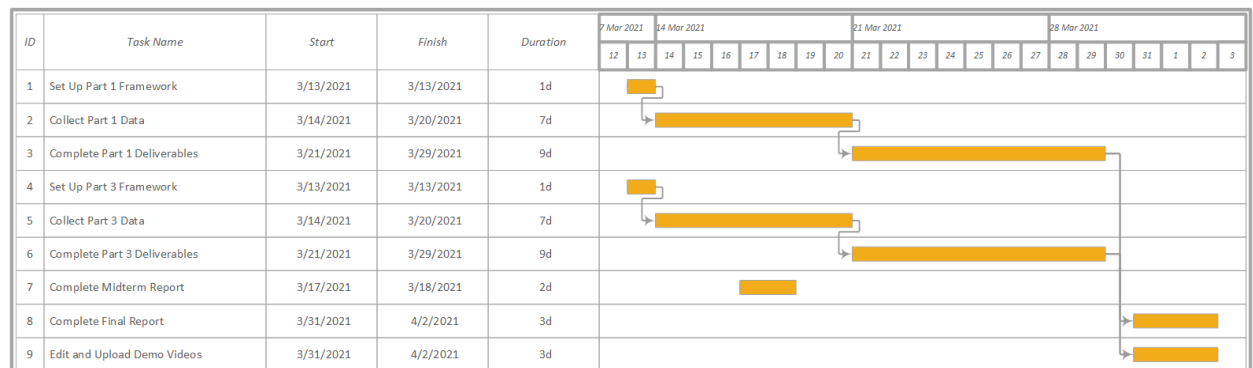 ID Task Name Start Finish Duration 7 Mar 2021 14 Mar 2021 21 Mar 2021 28 Mar 2021
12 13 14 15 16 17 18 19 20 21 22 23 24 25 26 27 28 29 30 31 1 2 3
1 Set Up Part 1 Framework 3/13/2021 3/13/2021 1d
2 Collect Part 1 Data 3/14/2021 3/20/2021 7d
3 Complete Part 1 Deliverables 3/21/2021 3/29/2021 9d
4 Set Up Part 3 Framework 3/13/2021 3/13/2021 1d
5 Collect Part 3 Data 3/14/2021 3/20/2021 7d
6 Complete Part 3 Deliverables 3/21/2021 3/29/2021 9d
7 Complete Midterm Report 3/17/2021 3/18/2021 2d
8 Complete Final Report 3/31/2021 4/2/2021 3d
9 Edit and Upload Demo Videos 3/31/2021 4/2/2021 3d